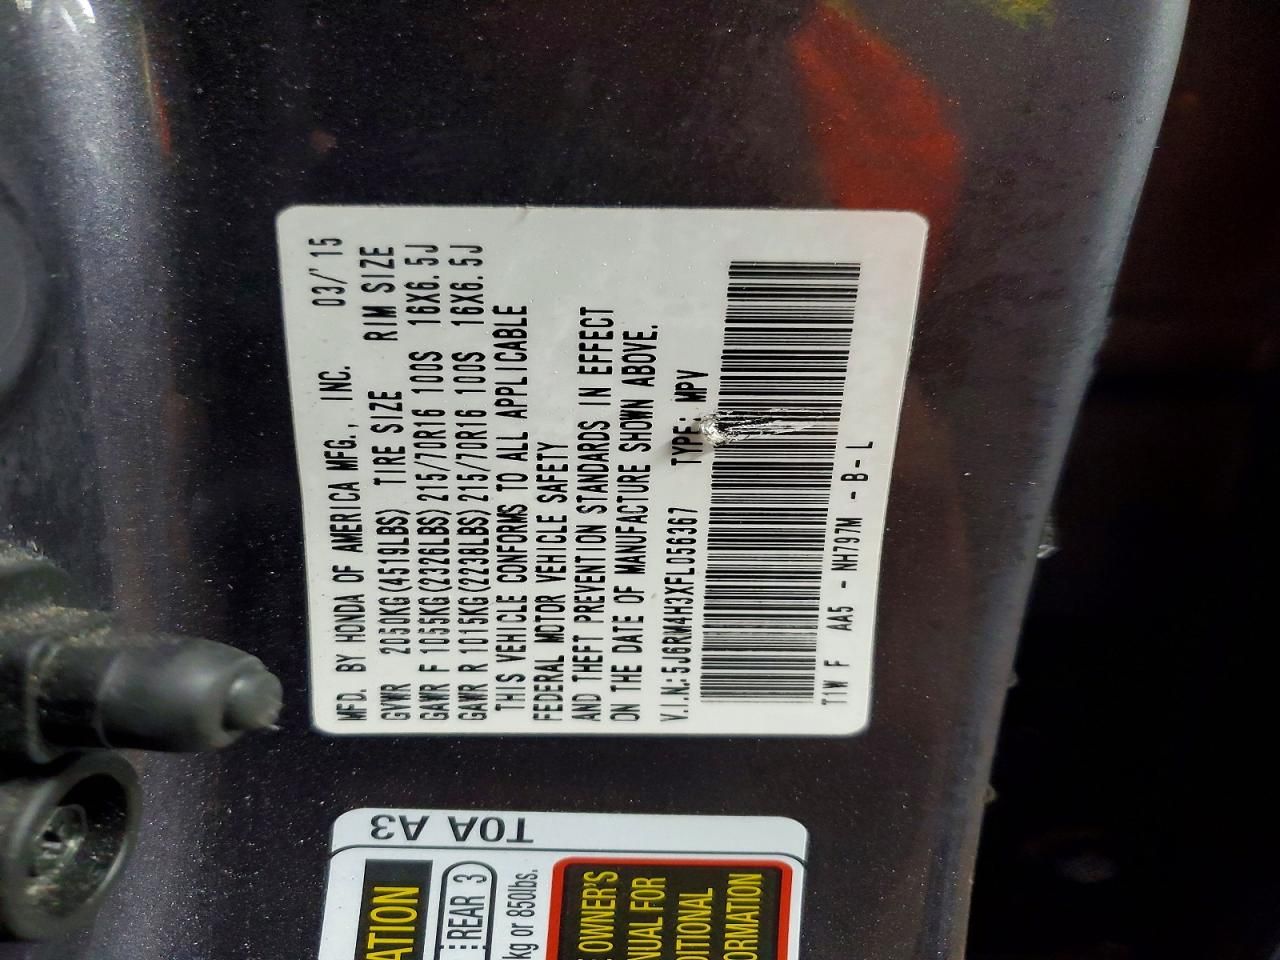 MFD. BY HONDA OF AMERICA MFG., INC. 03/'15
GVWR 2050KG(4519LBS) TIRE SIZE RIM SIZE
GAWR F 1055KG(2326LBS) 215/70R16 100S 16X6.5J
GAWR R 1015KG(2238LBS) 215/70R16 100S 16X6.5J
THIS VEHICLE CONFORMS TO ALL APPLICABLE
FEDERAL MOTOR VEHICLE SAFETY
AND THEFT PREVENTION STANDARDS IN EFFECT
ON THE DATE OF MANUFACTURE SHOWN ABOVE.
V.I.N.: 5J6RM4H3XFL056367 TYPE: MPV
T1W F AA5 - NH797M - B - L
T0A A3
ATION
REAR 3
kg or 850lbs.
OWNER'S
NUAL FOR
DITIONAL
ORMATION